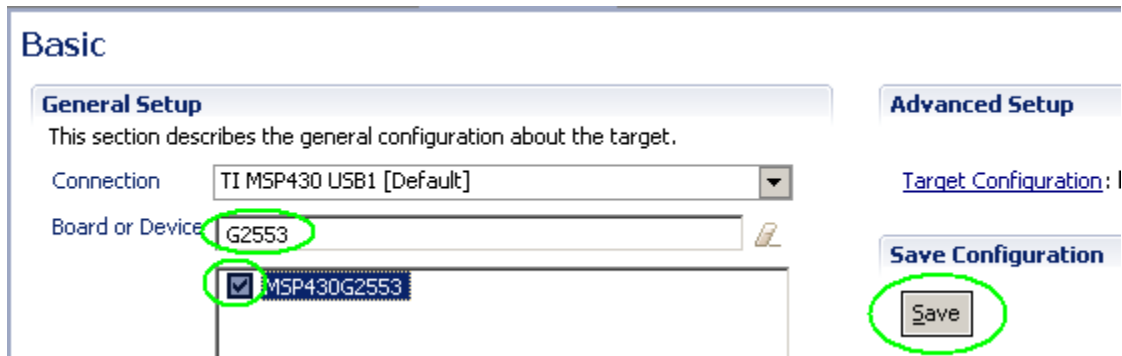 Basic
General Setup
This section describes the general configuration about the target.
Connection
TI MSP430 USB1 [Default]
Board or Device
G2553
MSP430G2553
Advanced Setup
Target Configuration:
Save Configuration
Save